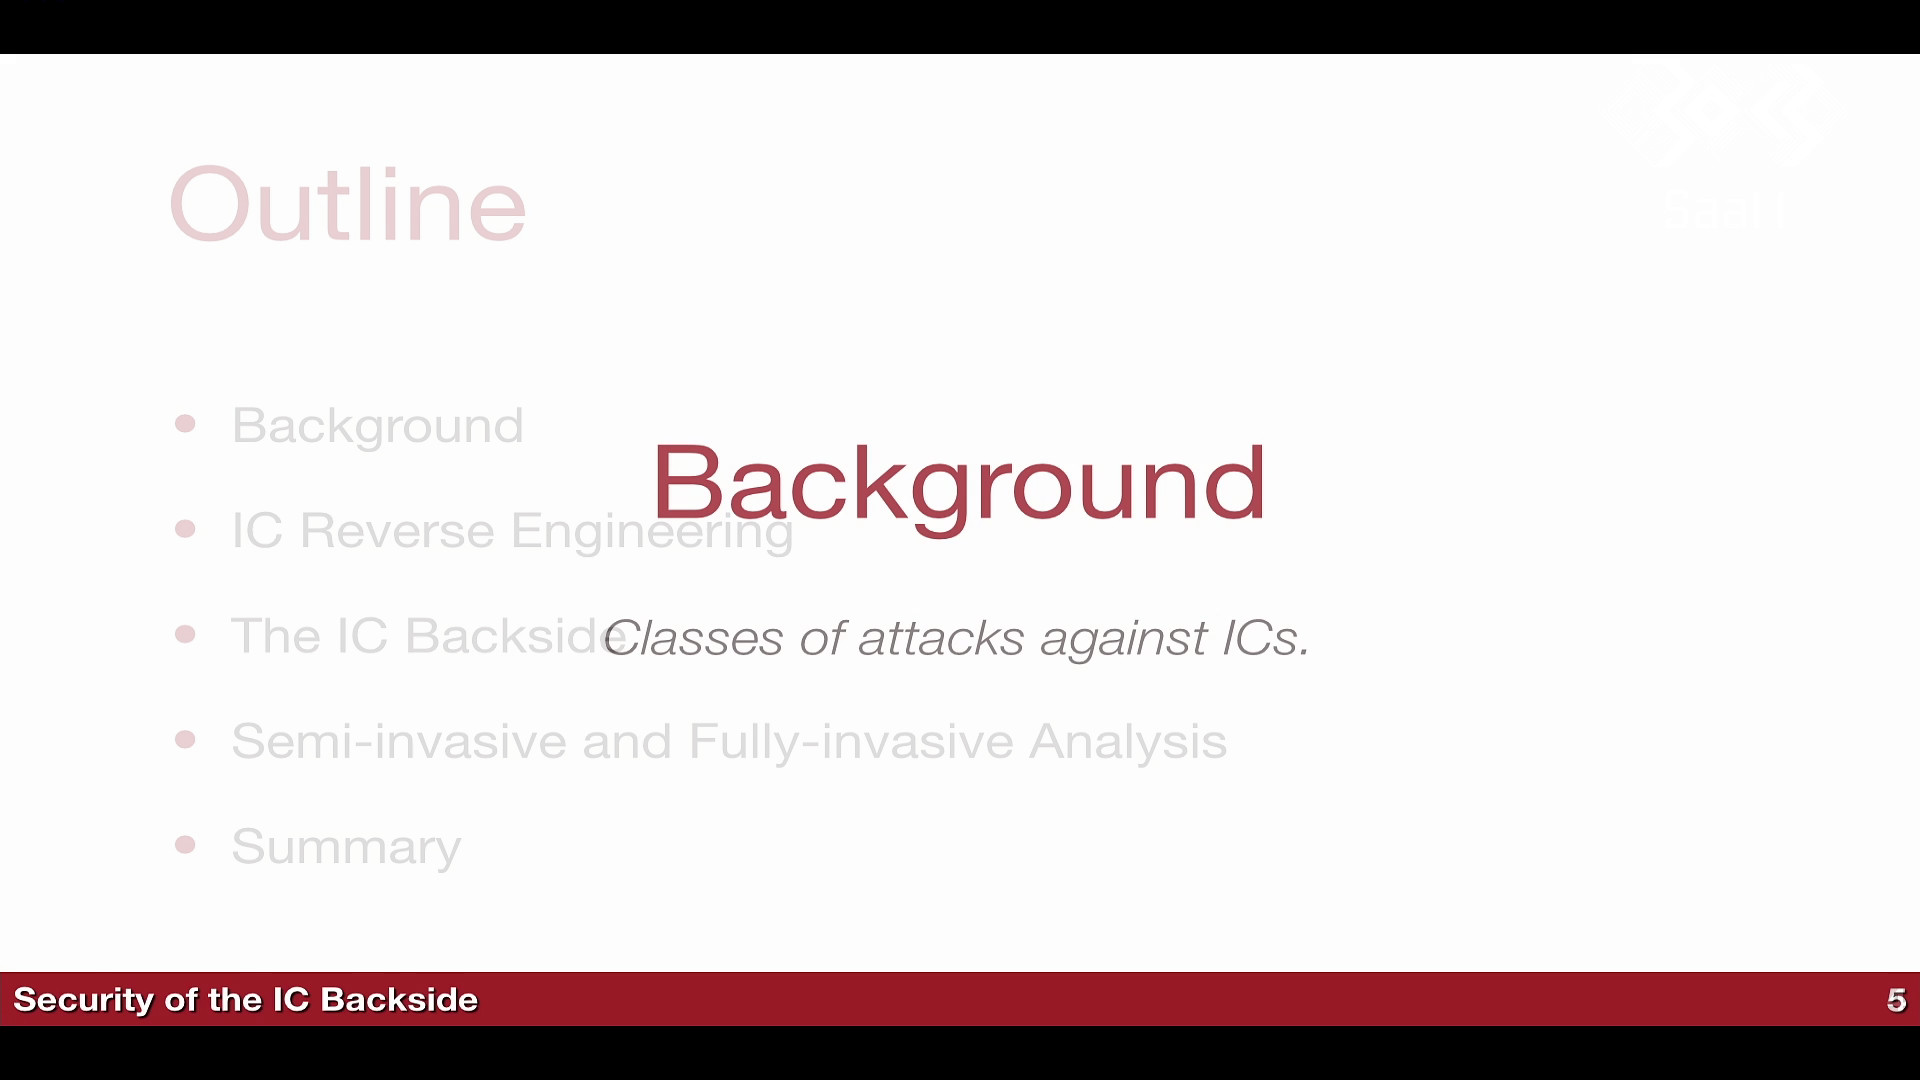 Outline
Background
Background
IC Reverse Engineering
The IC Backside
Classes of attacks against ICs.
Semi-invasive and Fully-invasive Analysis
Summary
Security of the IC Backside
5